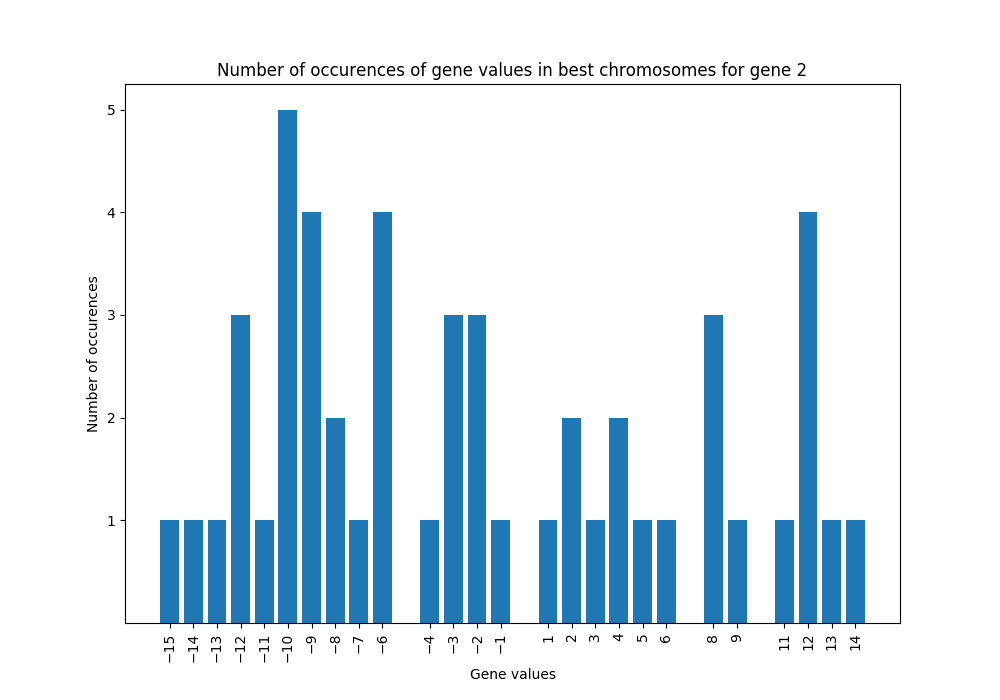 Number of occurences of gene values in best chromosomes for gene 2
5
4
3
2
1
Number of occurences
−15 −14 −13 −12 −11 −10 −9 −8 −7 −6 −4 −3 −2 −1 1 2 3 4 5 6 8 9 11 12 13 14
Gene values